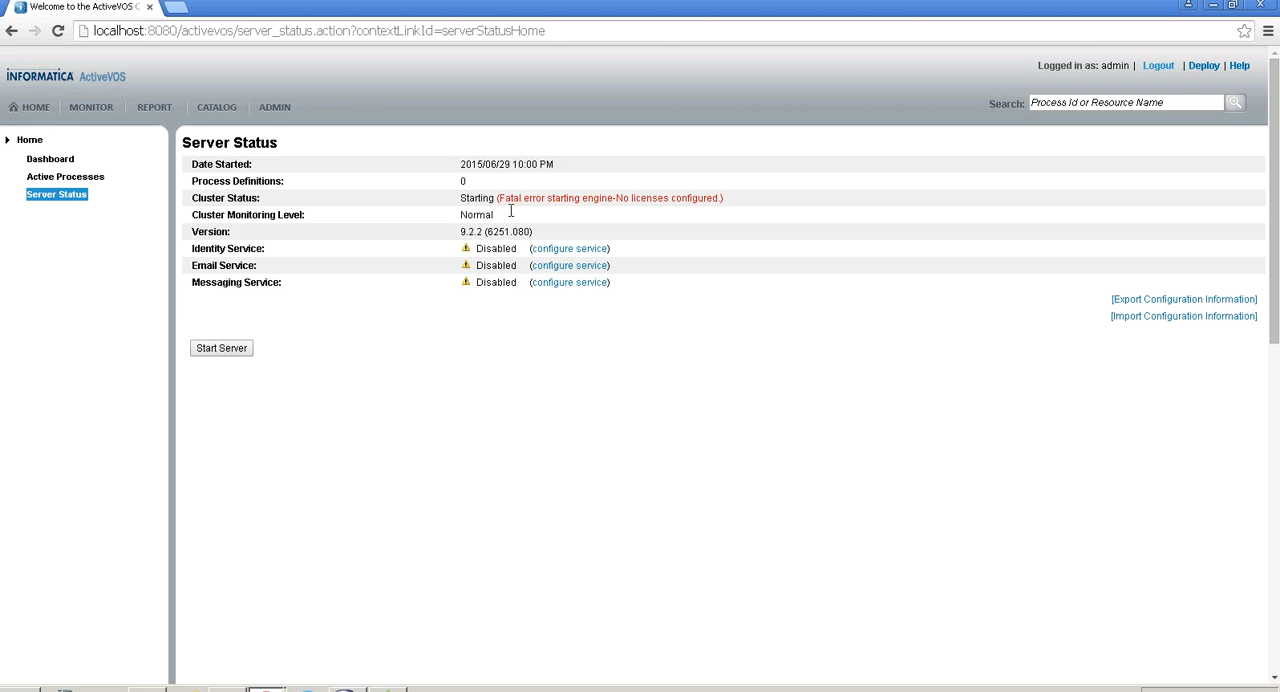 Welcome to the ActiveVOS C
localhost:8080/activevos/server_status.action?contextLinkId=serverStatusHome
INFORMATICA ActiveVOS
Logged in as: admin | Logout | Deploy | Help
HOME MONITOR REPORT CATALOG ADMIN
Search: Process Id or Resource Name
Home
Dashboard
Active Processes
Server Status
Server Status
Date Started: 2015/06/29 10:00 PM
Process Definitions: 0
Cluster Status: Starting (Fatal error starting engine-No licenses configured.)
Cluster Monitoring Level: Normal
Version: 9.2.2 (6251.080)
Identity Service: Disabled (configure service)
Email Service: Disabled (configure service)
Messaging Service: Disabled (configure service)
[Export Configuration Information]
[Import Configuration Information]
Start Server